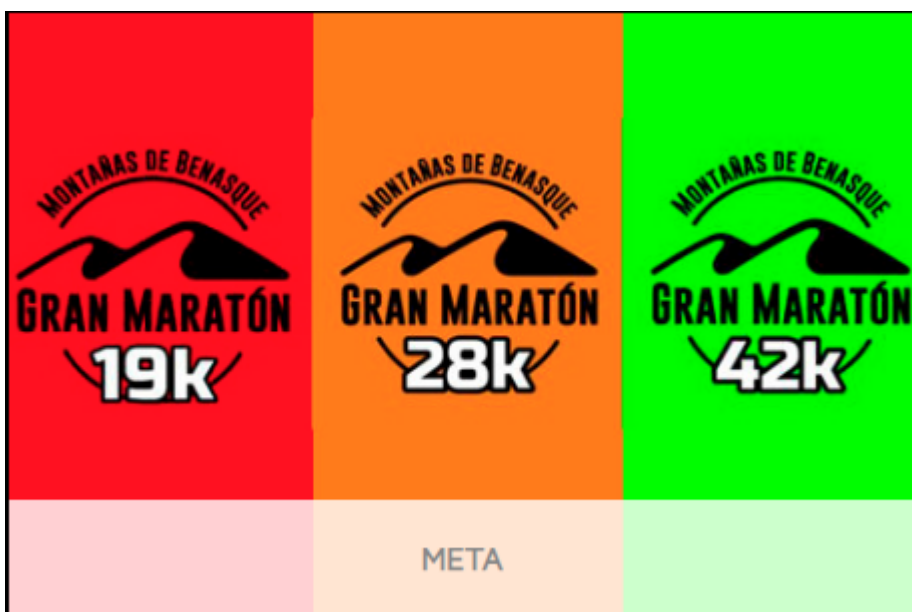 MONTAÑAS DE BENASQUE
GRAN MARATÓN
19k
MONTAÑAS DE BENASQUE
GRAN MARATÓN
28k
MONTAÑAS DE BENASQUE
GRAN MARATÓN
42k
META